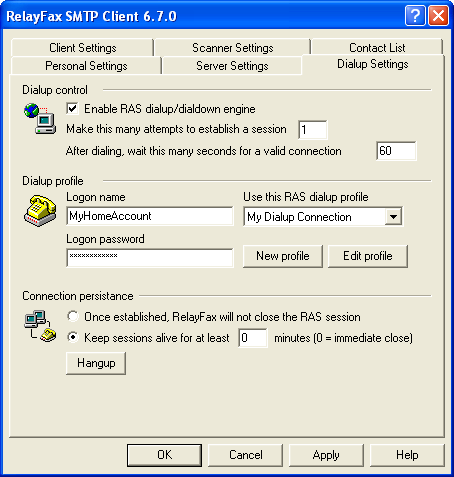 RelayFax SMTP Client 6.7.0
Client Settings Scanner Settings Contact List
Personal Settings Server Settings Dialup Settings
Dialup control
Enable RAS dialup/dialdown engine
Make this many attempts to establish a session 1
After dialing, wait this many seconds for a valid connection 60
Dialup profile
Logon name Use this RAS dialup profile
MyHomeAccount My Dialup Connection
Logon password
xxxxxxxxxxxx New profile Edit profile
Connection persistance
Once established, RelayFax will not close the RAS session
Keep sessions alive for at least 0 minutes (0 = immediate close)
Hangup
OK Cancel Apply Help